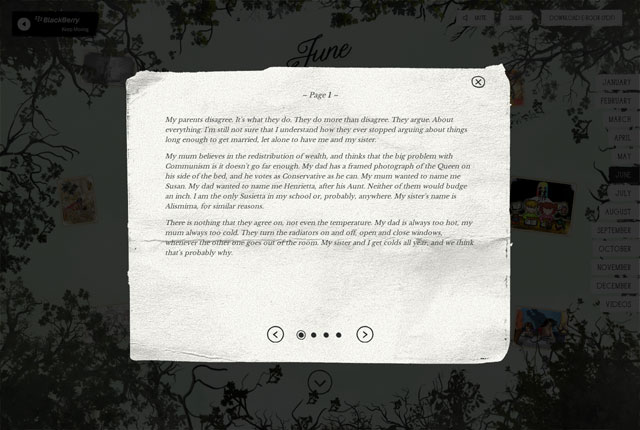 BlackBerry
Keep Moving
MUTE
SHARE
DOWNLOAD E-BOOK (PDF)
June
~ Page 1 ~
JANUARY
FEBRUARY
MARCH
APRIL
MAY
JUNE
JULY
AUGUST
SEPTEMBER
OCTOBER
NOVEMBER
DECEMBER
VIDEOS
My parents disagree. It's what they do. They do more than disagree. They argue. About
everything. I'm still not sure that I understand how they ever stopped arguing about things
long enough to get married, let alone to have me and my sister.
My mum believes in the redistribution of wealth, and thinks that the big problem with
Communism is it doesn't go far enough. My dad has a framed photograph of the Queen on
his side of the bed, and he votes as Conservative as he can. My mum wanted to name me
Susan. My dad wanted to name me Henrietta, after his Aunt. Neither of them would budge
an inch. I am the only Susietta in my school or, probably, anywhere. My sister's name is
Alismima, for similar reasons.
There is nothing that they agree on, not even the temperature. My dad is always too hot, my
mum always too cold. They turn the radiators on and off, open and close windows,
whenever the other one goes out of the room. My sister and I get colds all year, and we think
that's probably why.